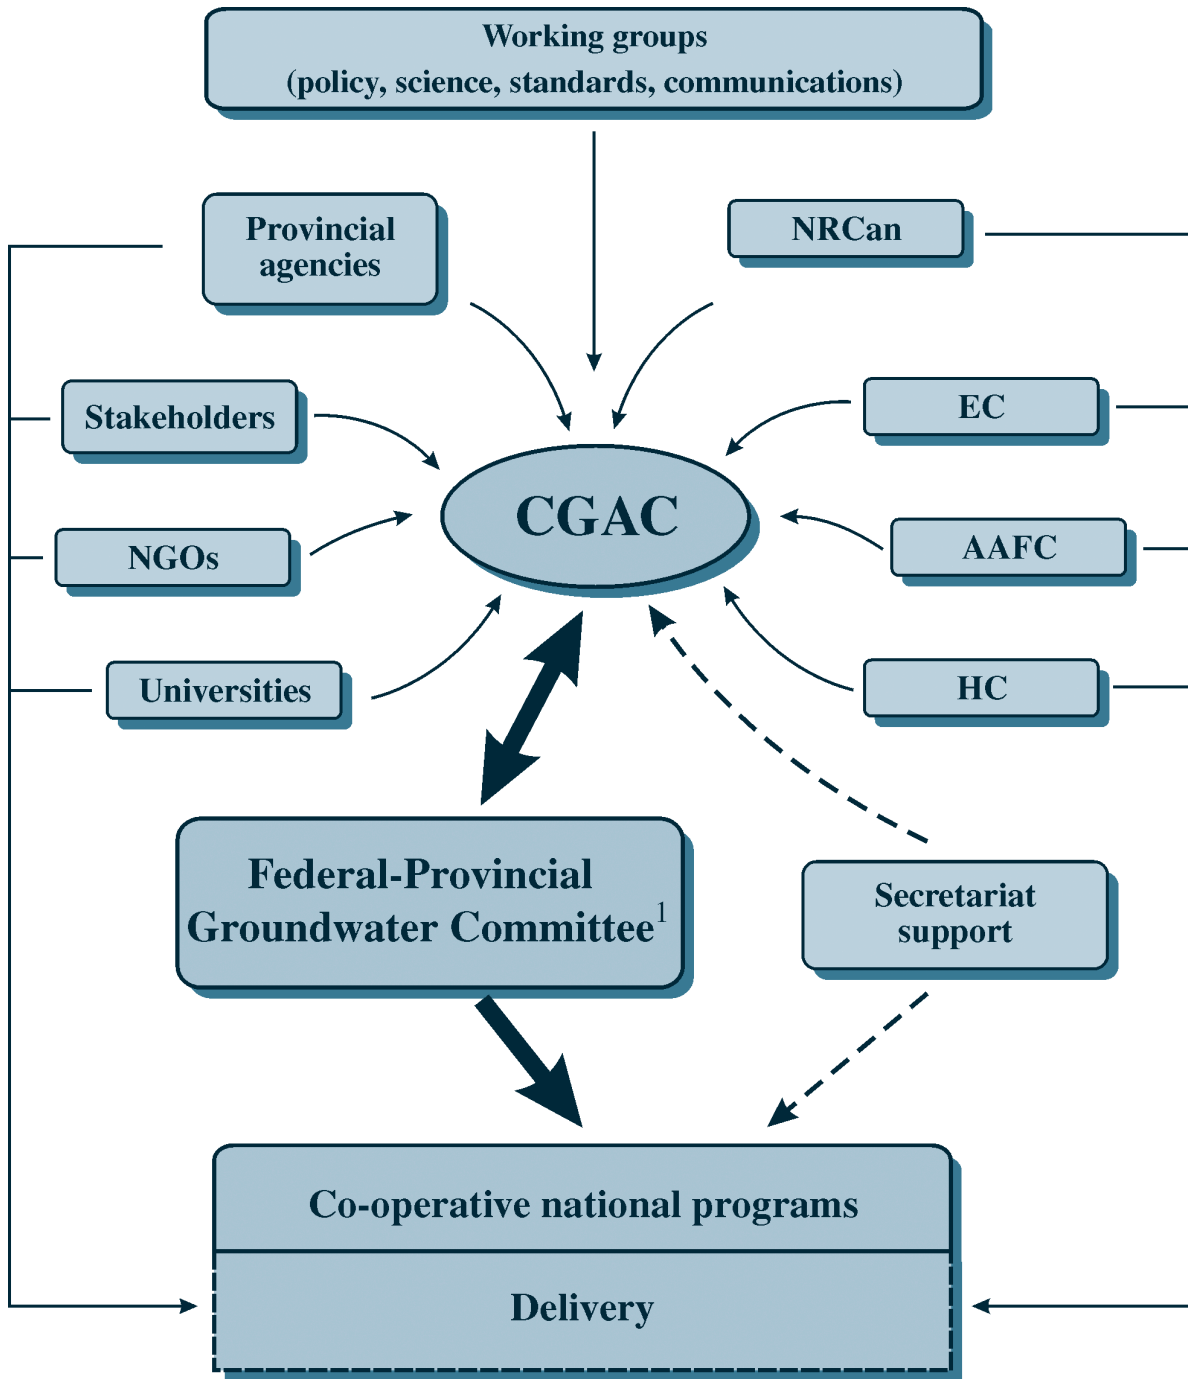 Working groups
(policy, science, standards, communications)
Provincial
agencies
NRCan
Stakeholders
EC
CGAC
NGOs
AAFC
Universities
HC
Federal-Provincial
Groundwater Committee¹
Secretariat
support
Co-operative national programs
Delivery